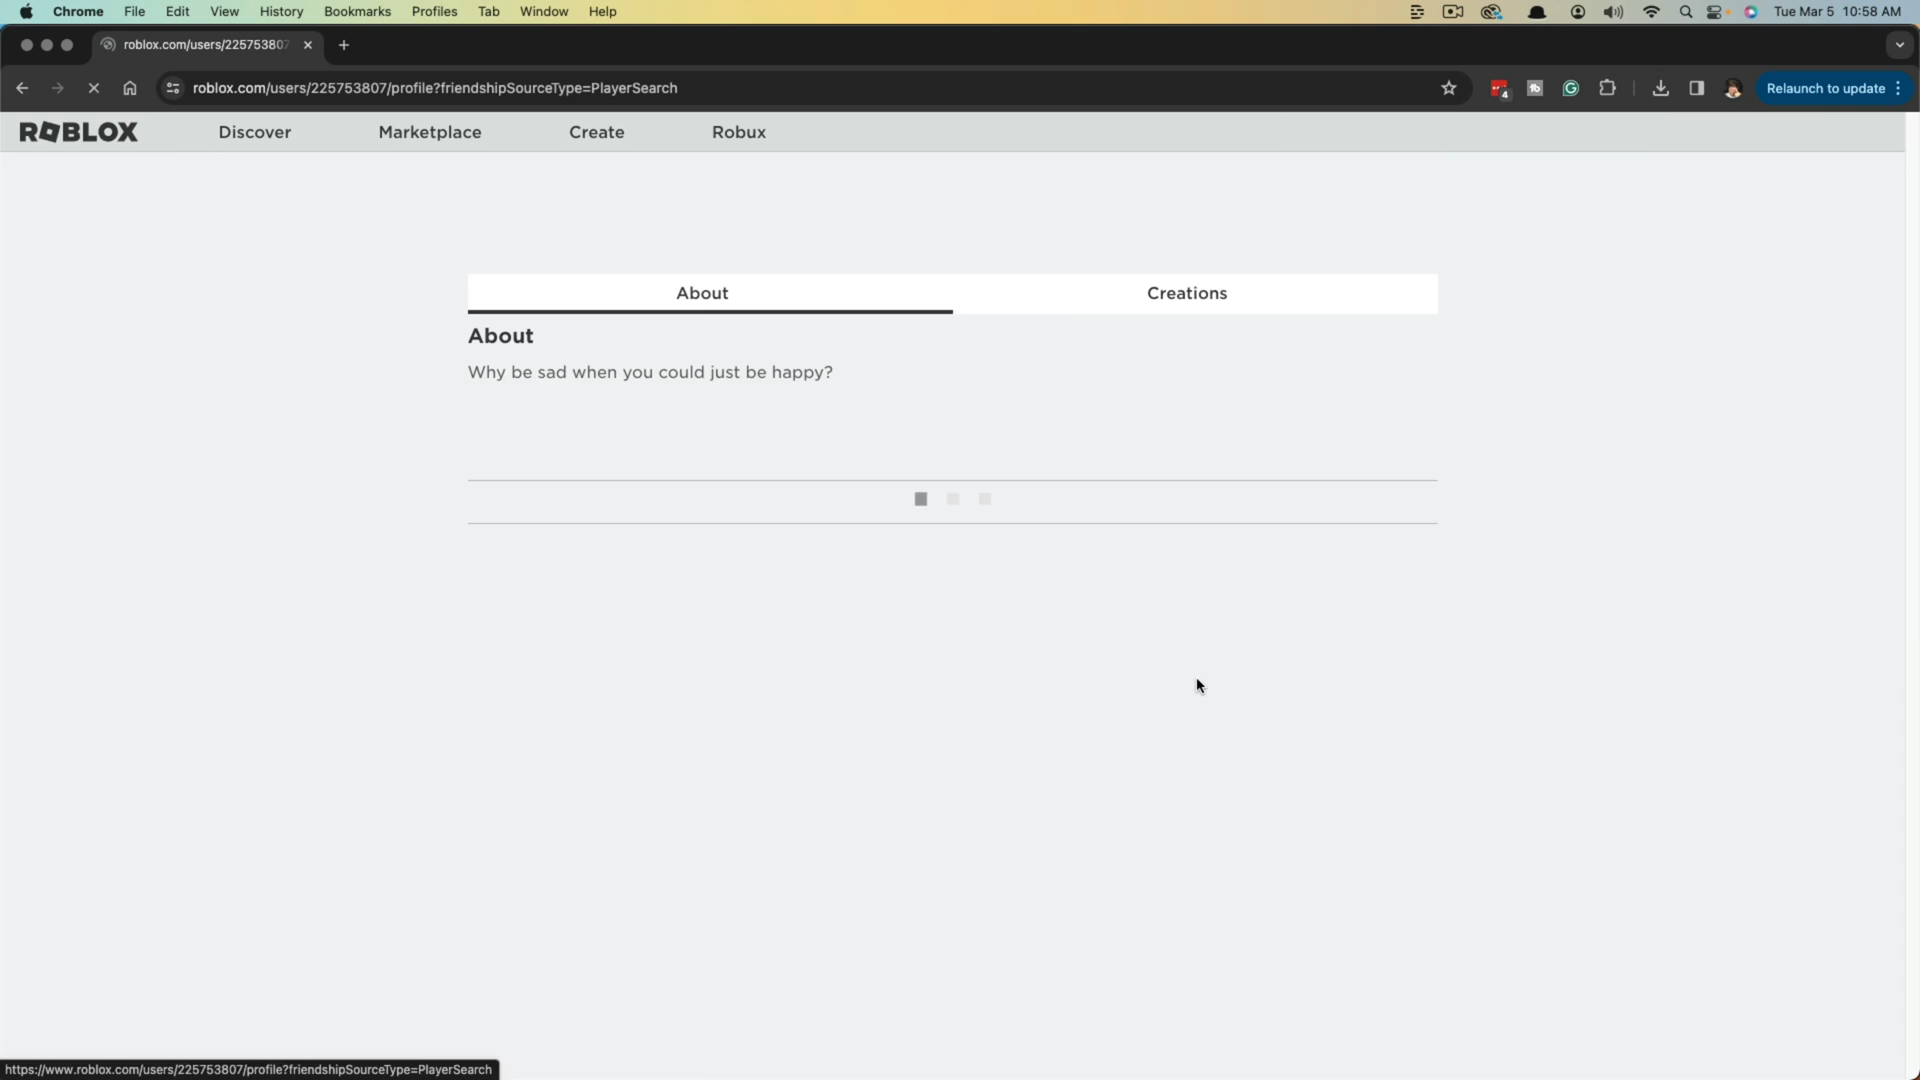 Chrome File Edit View History Bookmarks Profiles Tab Window Help Tue Mar 5 10:58 AM
roblox.com/users/225753807
roblox.com/users/225753807/profile?friendshipSourceType=PlayerSearch 4 Relaunch to update
ROBLOX Discover Marketplace Create Robux
About Creations
About
Why be sad when you could just be happy?
https://www.roblox.com/users/225753807/profile?friendshipSourceType=PlayerSearch